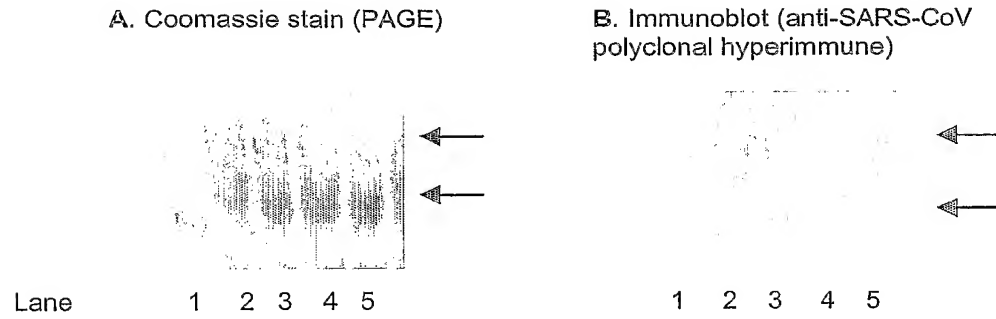 A. Coomassie stain (PAGE)
B. Immunoblot (anti-SARS-CoV
polyclonal hyperimmune)
Lane 1 2 3 4 5
1 2 3 4 5